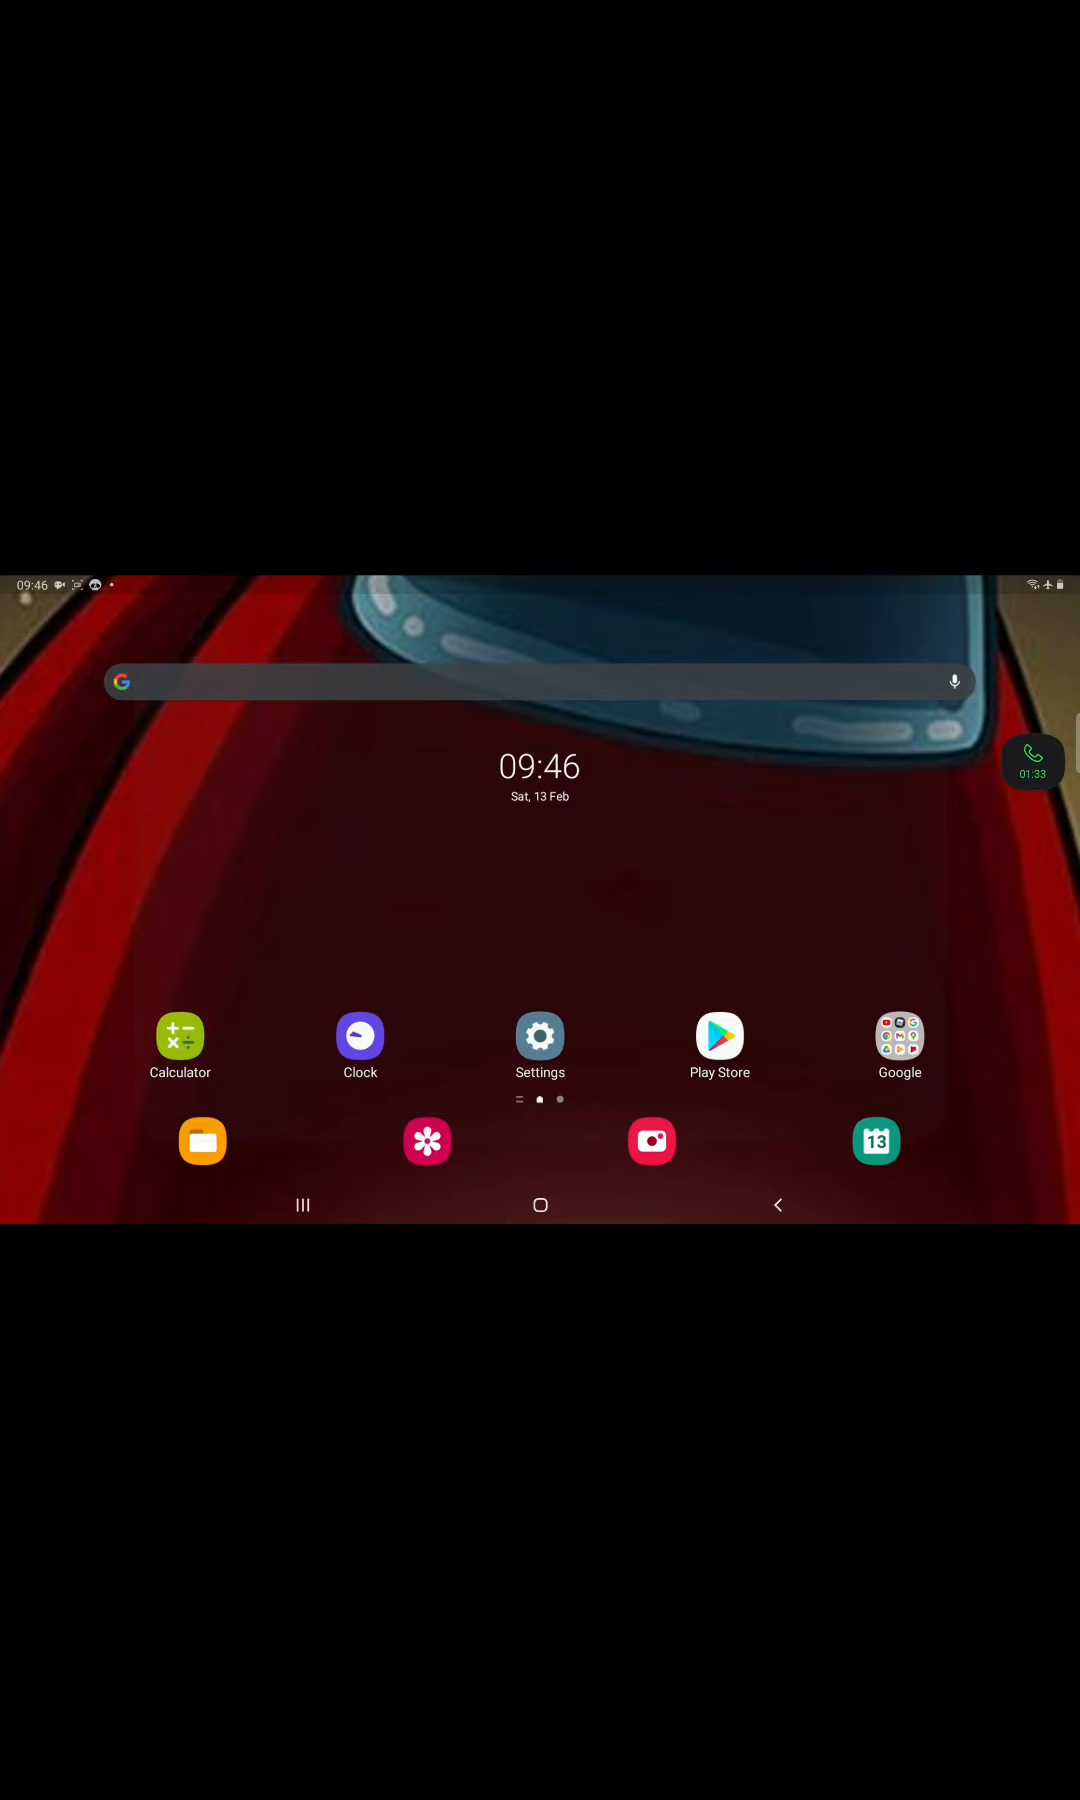 09:46
09:46
Sat, 13 Feb
01:33
Calculator
Clock
Settings
Play Store
Google
13